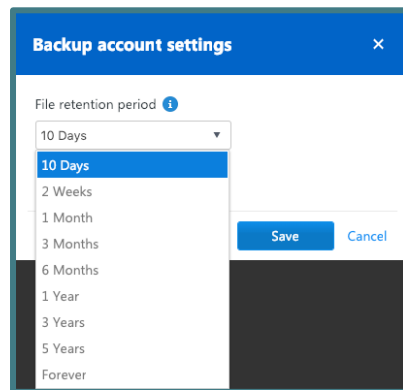 Backup account settings ×
File retention period i
10 Days
10 Days
2 Weeks
1 Month
3 Months
Save Cancel
6 Months
1 Year
3 Years
5 Years
Forever